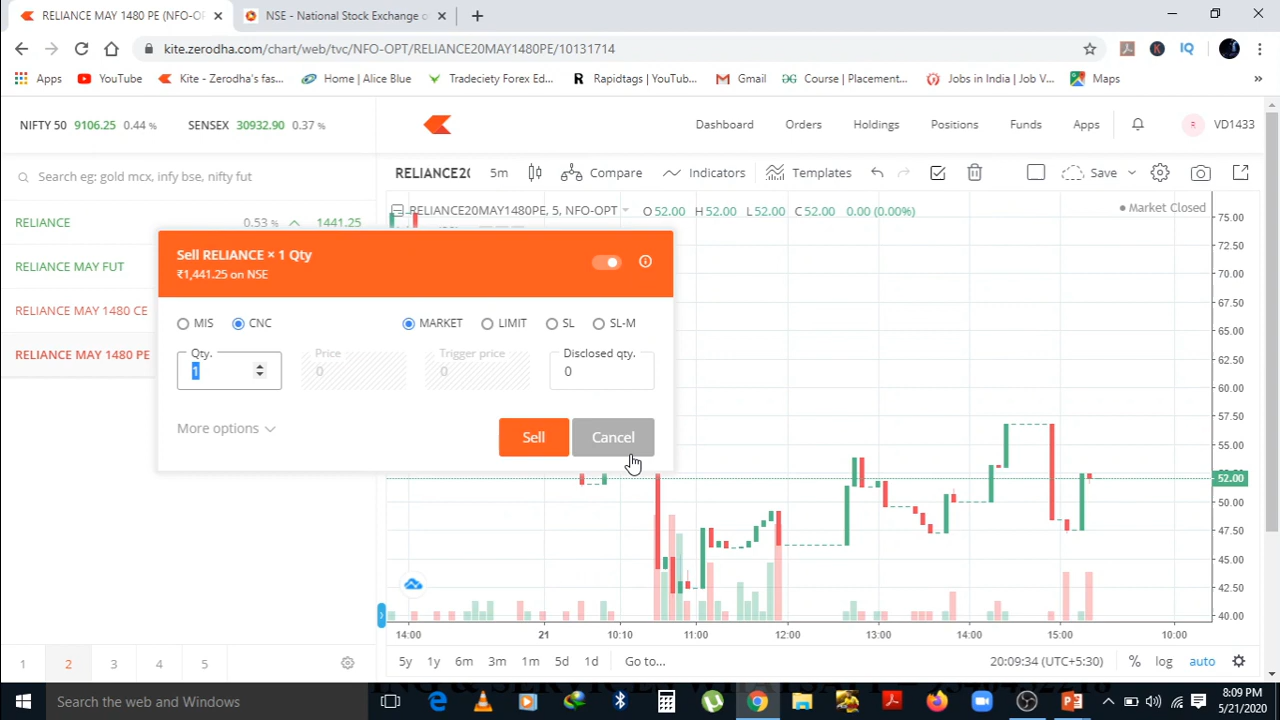 RELIANCE MAY 1480 PE (NFO-OP
NSE - National Stock Exchange o
kite.zerodha.com/chart/web/tvc/NFO-OPT/RELIANCE20MAY1480PE/10131714
Apps YouTube Kite - Zerodha's fas... Home | Alice Blue Tradeciety Forex Ed... Rapidtags | YouTub... Gmail Course | Placement... Jobs in India | Job V... Maps
NIFTY 50 9106.25 0.44 % SENSEX 30932.90 0.37 %
Dashboard Orders Holdings Positions Funds Apps R VD1433
Search eg: gold mcx, infy bse, nifty fut
RELIANCE20 5m Compare Indicators Templates Save
RELIANCE 0.53 % 1441.25
RELIANCE20MAY1480PE, 5, NFO-OPT O 52.00 H 52.00 L 52.00 C 52.00 0.00 (0.00%)
Market Closed
RELIANCE MAY FUT
RELIANCE MAY 1480 CE
RELIANCE MAY 1480 PE
Sell RELIANCE × 1 Qty
₹1,441.25 on NSE
MIS CNC MARKET LIMIT SL SL-M
Qty. Price Trigger price Disclosed qty.
1 0 0 0
More options
Sell Cancel
75.00
72.50
70.00
67.50
65.00
62.50
60.00
57.50
55.00
52.00
50.00
47.50
45.00
42.50
40.00
14:00 21 10:10 11:00 12:00 13:00 14:00 15:00 10:00
1 2 3 4 5
5y 1y 6m 3m 1m 5d 1d Go to... 20:09:34 (UTC+5:30) % log auto
Search the web and Windows
8:09 PM
5/21/2020